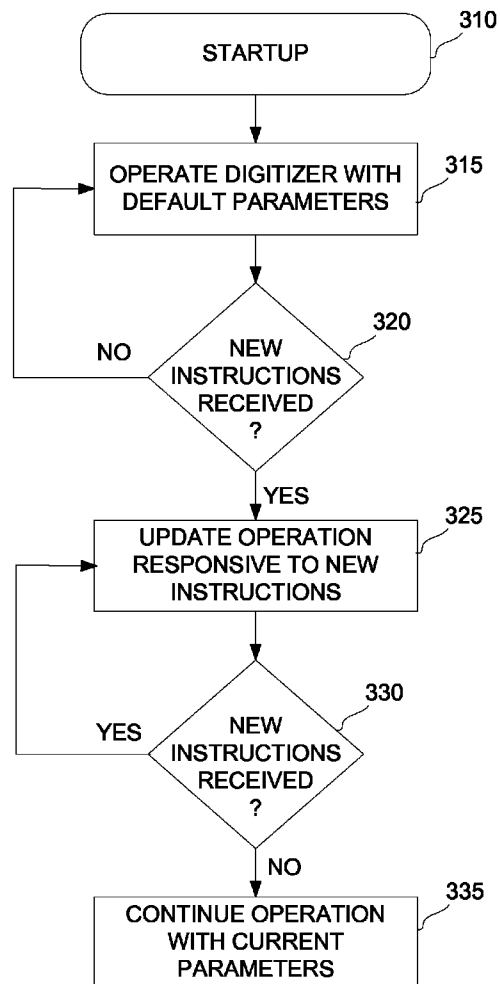 STARTUP
310
OPERATE DIGITIZER WITH
DEFAULT PARAMETERS
315
NEW
INSTRUCTIONS
RECEIVED
?
320
NO
YES
UPDATE OPERATION
RESPONSIVE TO NEW
INSTRUCTIONS
325
NEW
INSTRUCTIONS
RECEIVED
?
330
YES
NO
CONTINUE OPERATION
WITH CURRENT
PARAMETERS
335